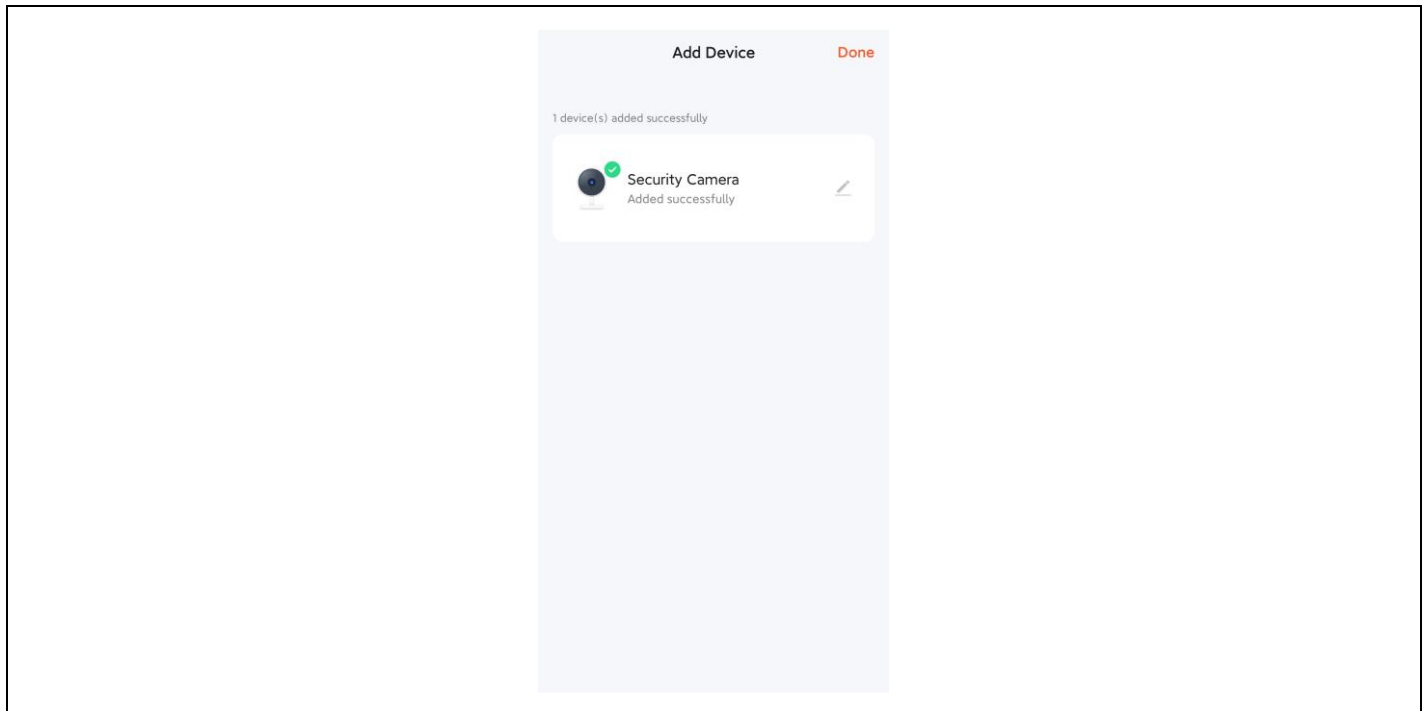 Add Device
Done
1 device(s) added successfully
Security Camera
Added successfully